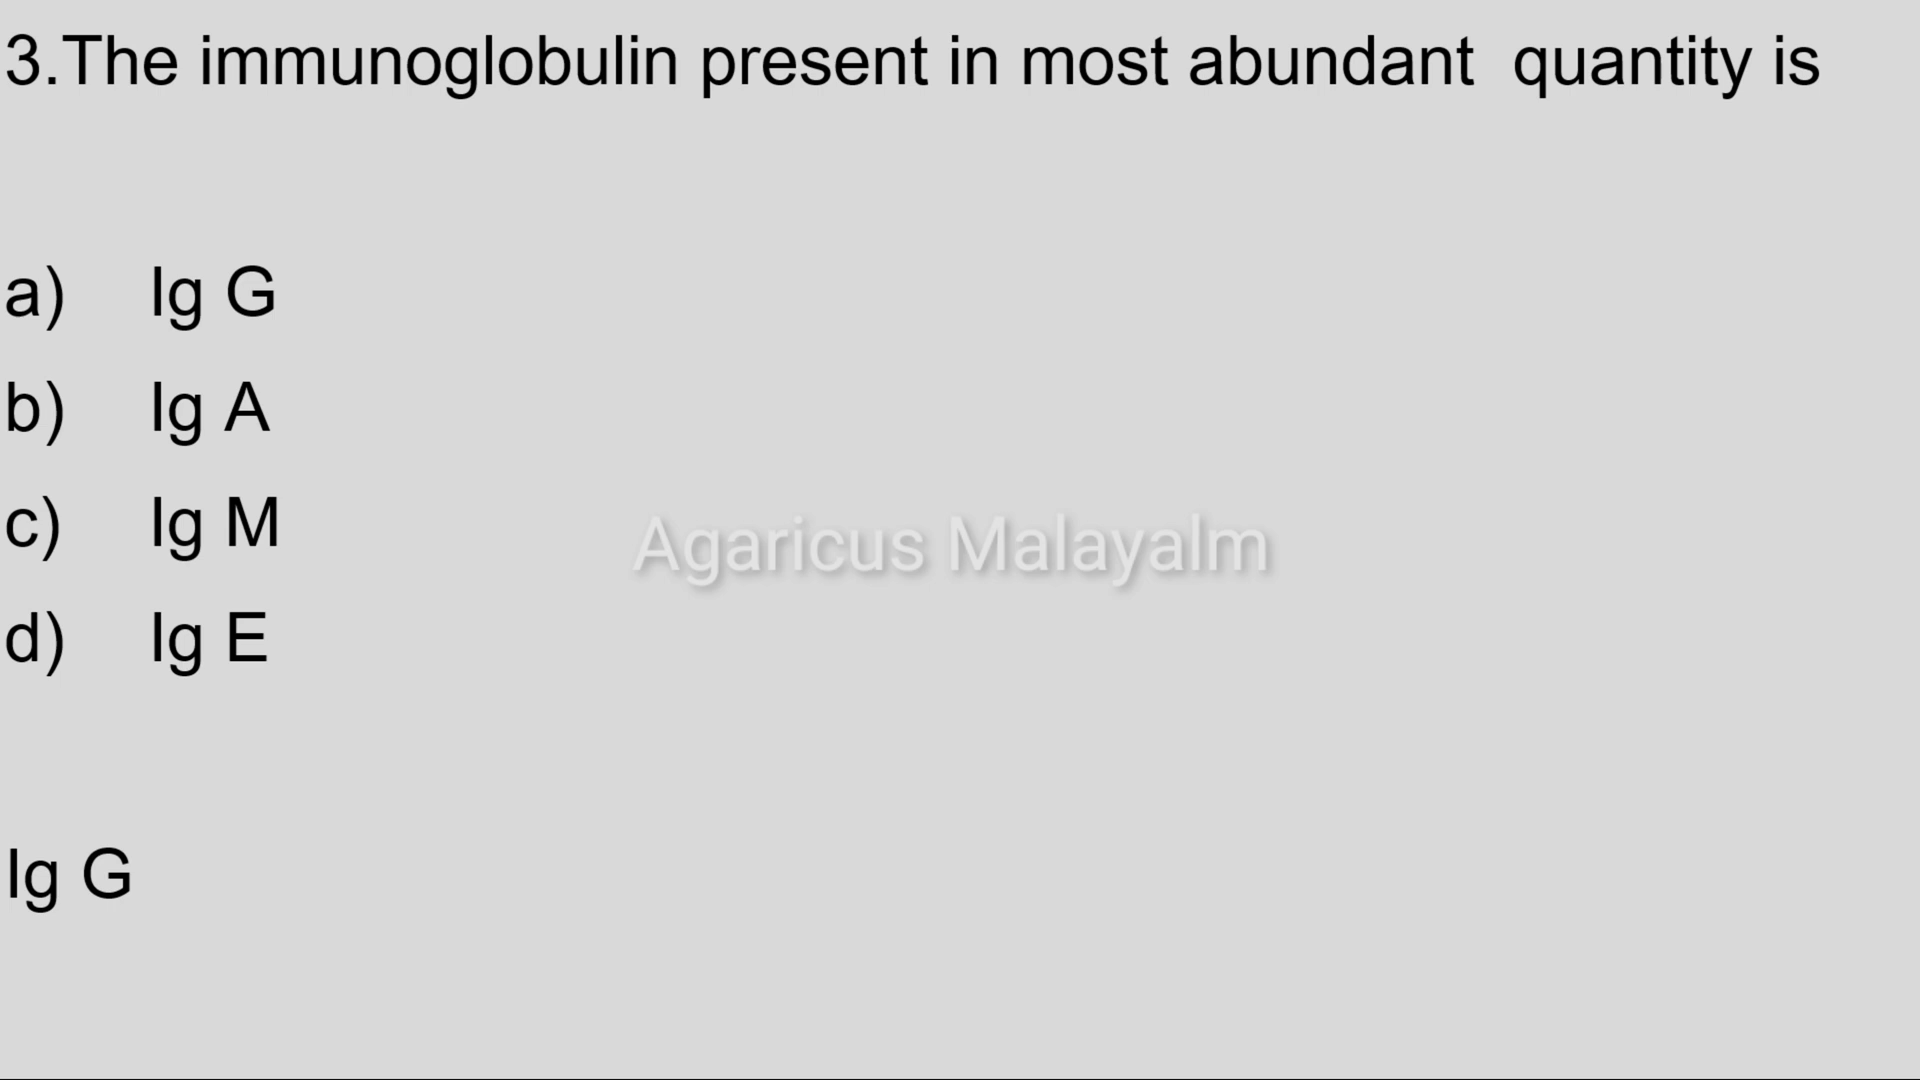 3.The immunoglobulin present in most abundant quantity is
a) Ig G
b) Ig A
c) Ig M
Agaricus Malayalm
d) Ig E
Ig G